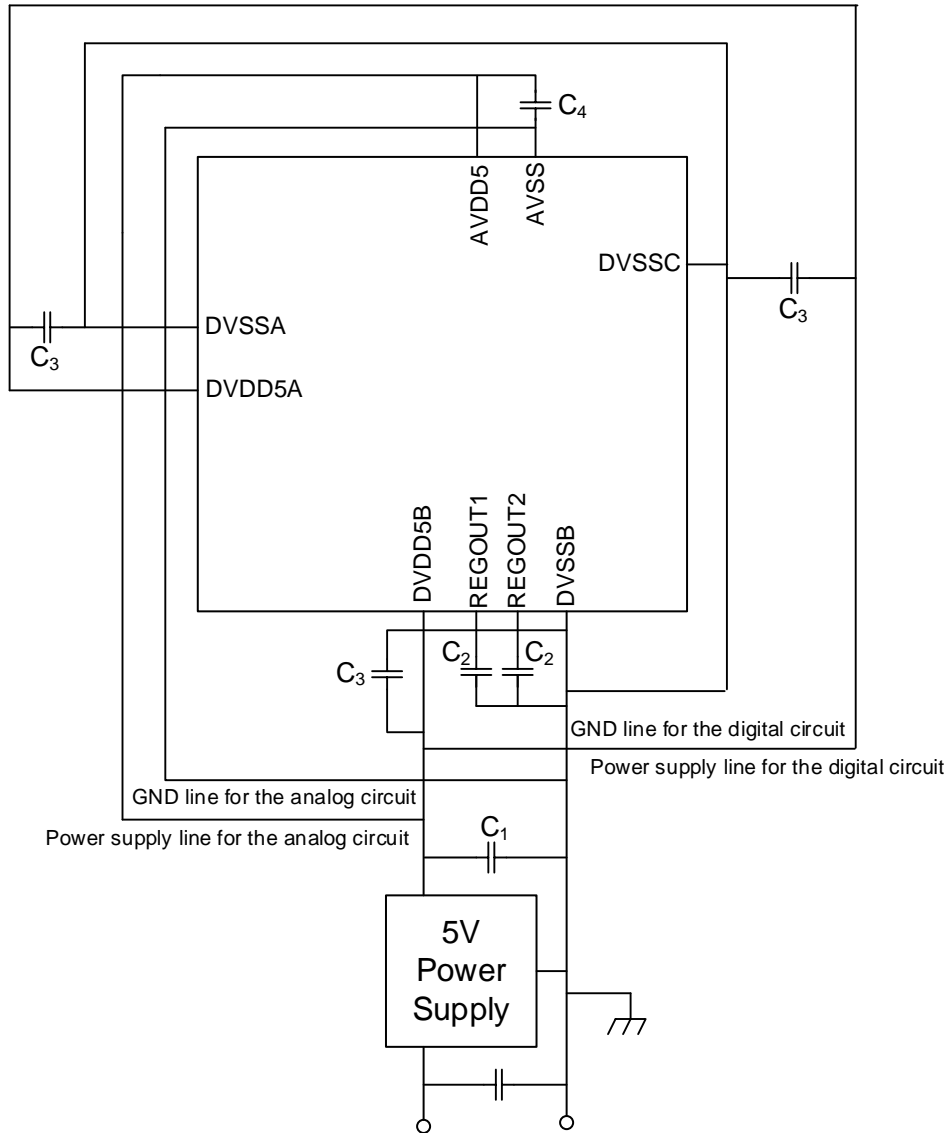 C4
AVDD5
AVSS
DVSSC
C3
DVSSA
C3
DVDD5A
DVDD5B
REGOUT1
REGOUT2
DVSSB
C3
C2
C2
GND line for the digital circuit
Power supply line for the digital circuit
GND line for the analog circuit
Power supply line for the analog circuit
C1
5V
Power
Supply